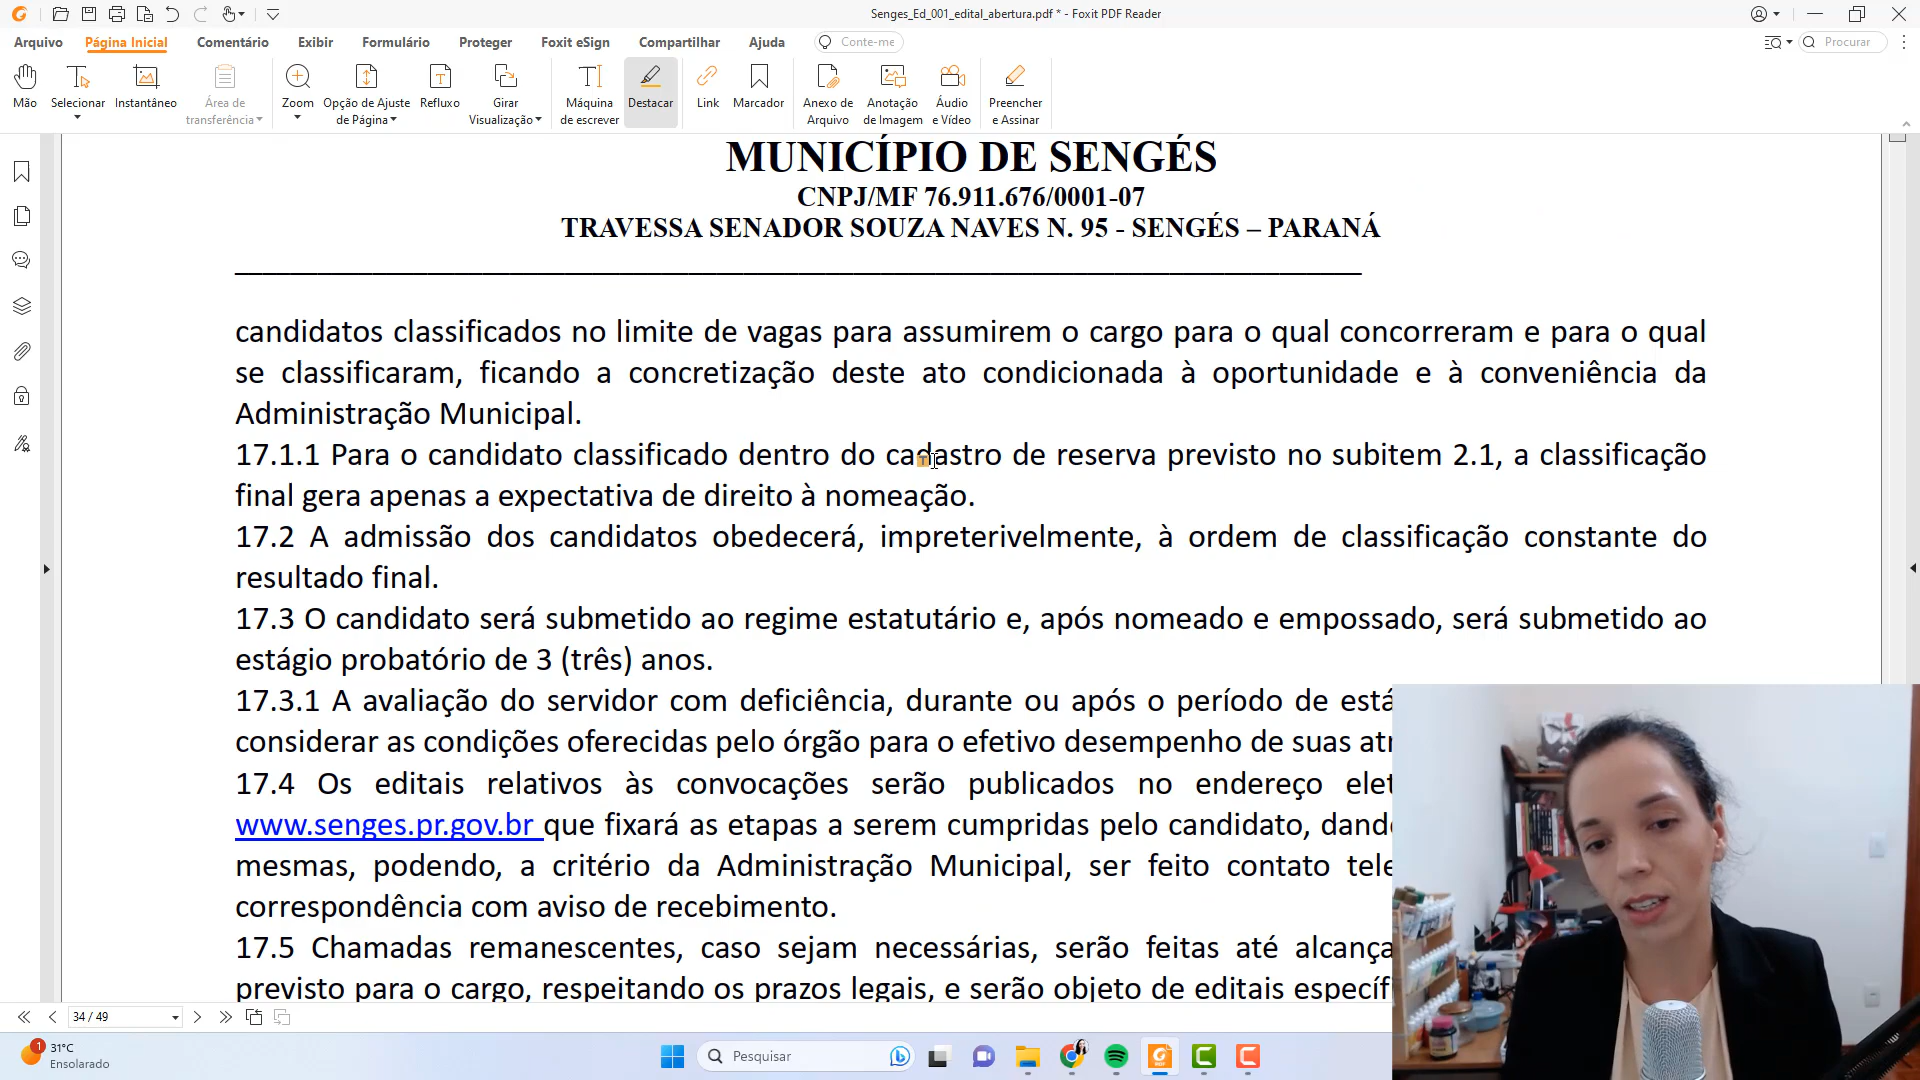 Senges_Ed_001_edital_abertura.pdf * - Foxit PDF Reader
Arquivo
Página Inicial
Comentário
Exibir
Formulário
Proteger
Foxit eSign
Compartilhar
Ajuda
Conte-me
Procurar
Mão
Selecionar
Instantâneo
Área de
transferência
Zoom
Opção de Ajuste
de Página
Refluxo
Girar
Visualização
Máquina
de escrever
Destacar
Link
Marcador
Anexo de
Arquivo
Anotação
de Imagem
Áudio
e Vídeo
Preencher
e Assinar
MUNICÍPIO DE SENGÉS
CNPJ/MF 76.911.676/0001-07
TRAVESSA SENADOR SOUZA NAVES N. 95 - SENGÉS – PARANÁ
candidatos classificados no limite de vagas para assumirem o cargo para o qual concorreram e para o qual
se classificaram, ficando a concretização deste ato condicionada à oportunidade e à conveniência da
Administração Municipal.
17.1.1 Para o candidato classificado dentro do cadastro de reserva previsto no subitem 2.1, a classificação
final gera apenas a expectativa de direito à nomeação.
17.2 A admissão dos candidatos obedecerá, impreterivelmente, à ordem de classificação constante do
resultado final.
17.3 O candidato será submetido ao regime estatutário e, após nomeado e empossado, será submetido ao
estágio probatório de 3 (três) anos.
17.3.1 A avaliação do servidor com deficiência, durante ou após o período de está
considerar as condições oferecidas pelo órgão para o efetivo desempenho de suas atr
17.4 Os editais relativos às convocações serão publicados no endereço elet
www.senges.pr.gov.br que fixará as etapas a serem cumpridas pelo candidato, dand
mesmas, podendo, a critério da Administração Municipal, ser feito contato tele
correspondência com aviso de recebimento.
17.5 Chamadas remanescentes, caso sejam necessárias, serão feitas até alcança
previsto para o cargo, respeitando os prazos legais, e serão objeto de editais específ
34 / 49
1
31°C
Ensolarado
Pesquisar